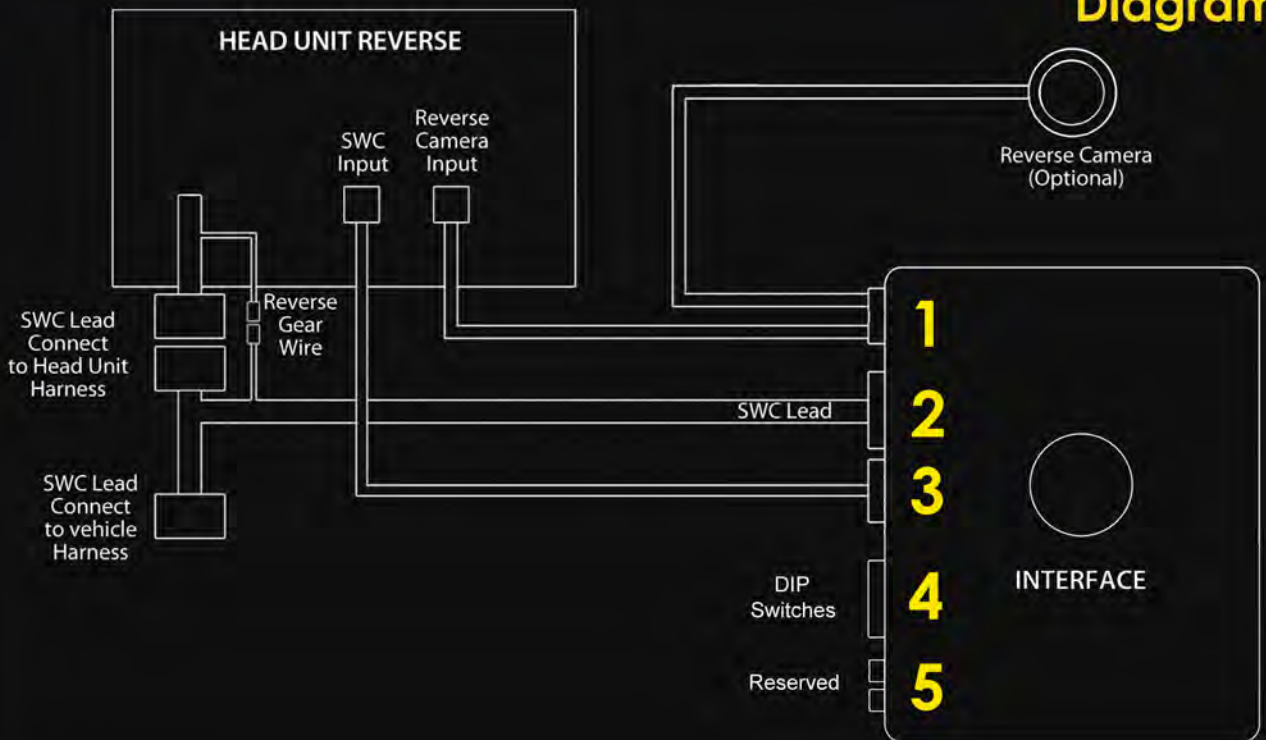 Diagram
HEAD UNIT REVERSE
SWC
Input
Reverse
Camera
Input
Reverse Camera
(Optional)
SWC Lead
Connect
to Head Unit
Harness
Reverse
Gear
Wire
SWC Lead
Connect
to vehicle
Harness
SWC Lead
DIP
Switches
Reserved
1
2
3
4
5
INTERFACE